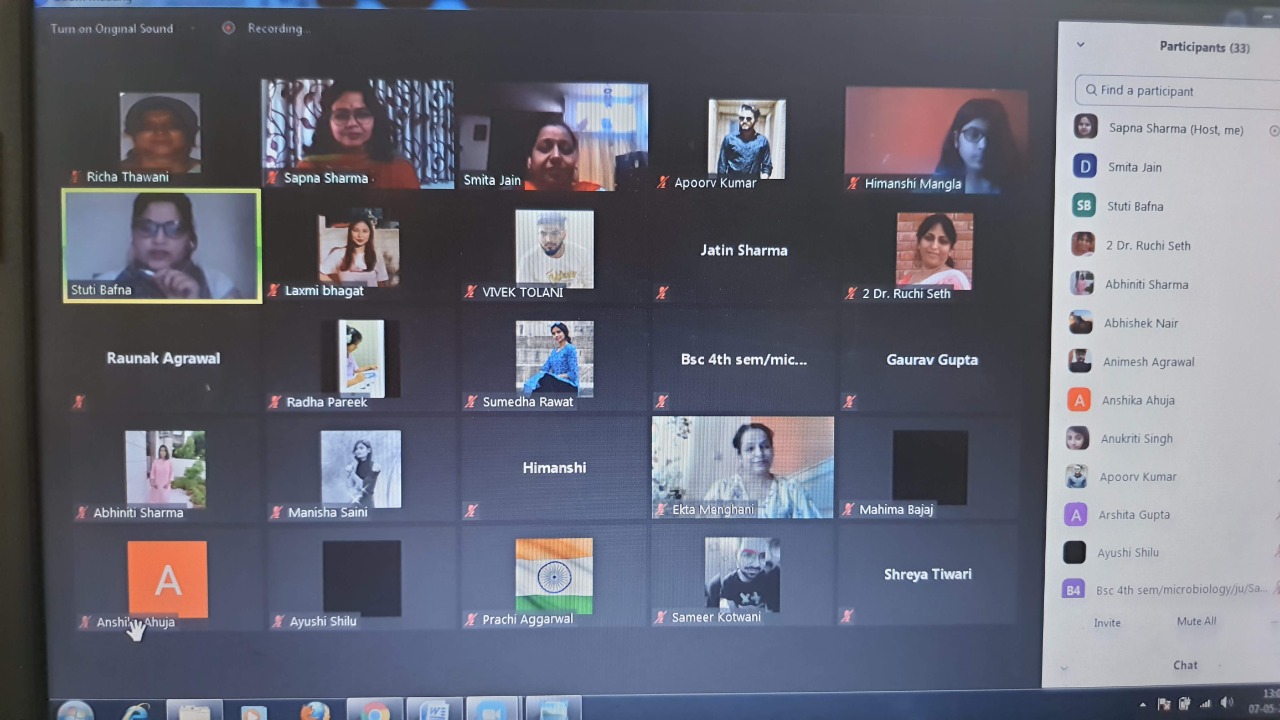 Turn on Original Sound
Recording...
Richa Thawani
Sapna Sharma
Smita Jain
Apoorv Kumar
Himanshi Mangla
Stuti Bafna
Laxmi bhagat
VIVEK TOLANI
Jatin Sharma
2 Dr. Ruchi Seth
Raunak Agrawal
Radha Pareek
Sumedha Rawat
Bsc 4th sem/mic...
Gaurav Gupta
Abhiniti Sharma
Manisha Saini
Himanshi
Ekta Menghani
Mahima Bajaj
A
Anshika Ahuja
Ayushi Shilu
Prachi Aggarwal
Sameer Kotwani
Shreya Tiwari
Participants (33)
Find a participant
Sapna Sharma (Host, me)
D
Smita Jain
SB
Stuti Bafna
2 Dr. Ruchi Seth
Abhiniti Sharma
Abhishek Nair
Animesh Agrawal
A
Anshika Ahuja
Anukriti Singh
Apoorv Kumar
A
Arshita Gupta
Ayushi Shilu
B4
Bsc 4th sem/microbiology/ju/Sa...
Invite
Mute All
Chat